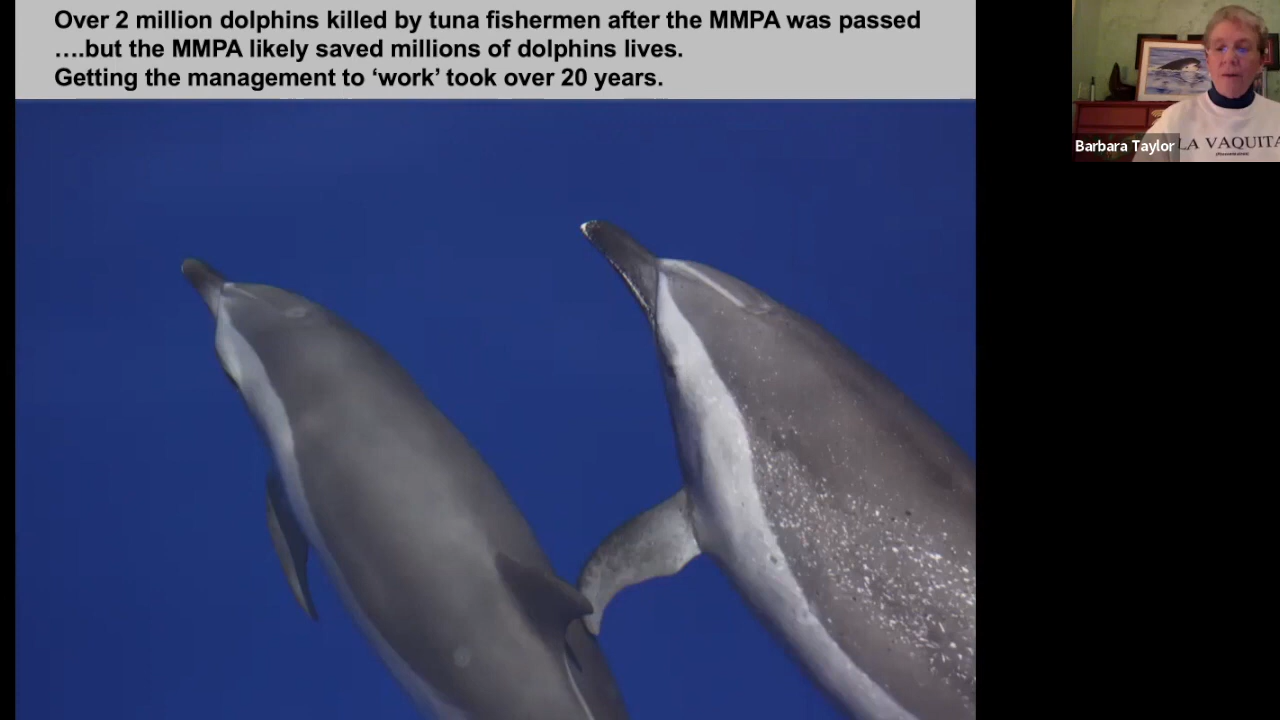 Over 2 million dolphins killed by tuna fishermen after the MMPA was passed
….but the MMPA likely saved millions of dolphins lives.
Getting the management to ‘work’ took over 20 years.
Barbara Taylor
LA VAQUITA